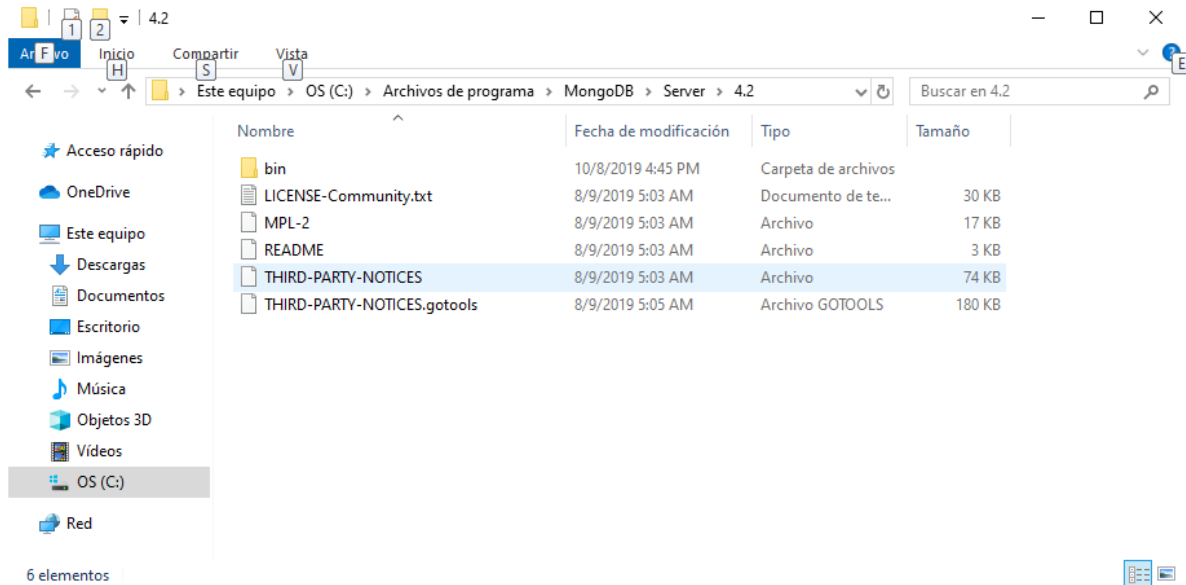 1 2 4.2
Archivo Inicio Compartir Vista
F H S V E
Este equipo > OS (C:) > Archivos de programa > MongoDB > Server > 4.2 Buscar en 4.2
Nombre Fecha de modificación Tipo Tamaño
Acceso rápido
OneDrive
Este equipo
Descargas
Documentos
Escritorio
Imágenes
Música
Objetos 3D
Vídeos
OS (C:)
Red
bin 10/8/2019 4:45 PM Carpeta de archivos
LICENSE-Community.txt 8/9/2019 5:03 AM Documento de te... 30 KB
MPL-2 8/9/2019 5:03 AM Archivo 17 KB
README 8/9/2019 5:03 AM Archivo 3 KB
THIRD-PARTY-NOTICES 8/9/2019 5:03 AM Archivo 74 KB
THIRD-PARTY-NOTICES.gotools 8/9/2019 5:05 AM Archivo GOTOOLS 180 KB
6 elementos